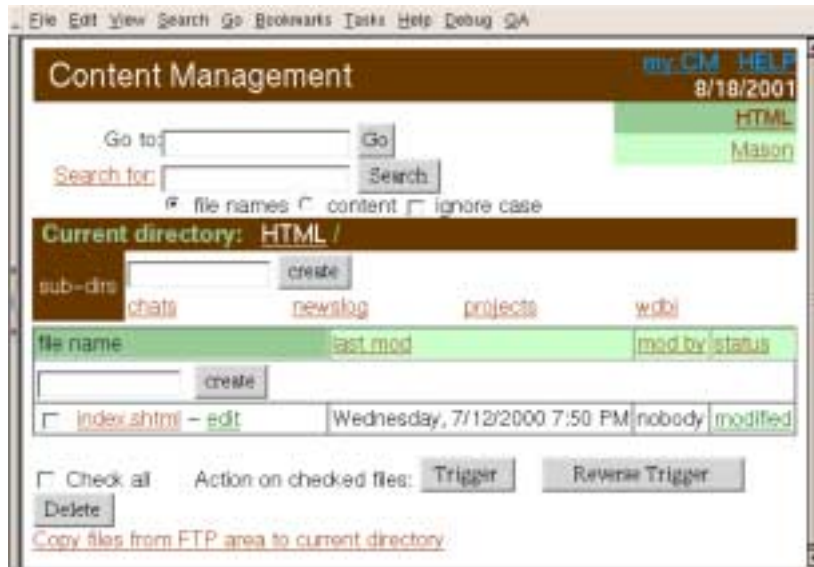 File Edit View Search Go Bookmarks Tasks Help Debug QA
Content Management
my CM HELP
8/18/2001
HTML
Mason
Go to: Go
Search for: Search
file names content ignore case
Current directory: HTML /
sub-dirs create
chats newslog projects wdbi
file name last mod mod by status
create
index.shtml - edit Wednesday, 7/12/2000 7:50 PM nobody modified
Check all Action on checked files: Trigger Reverse Trigger
Delete
Copy files from FTP area to current directory